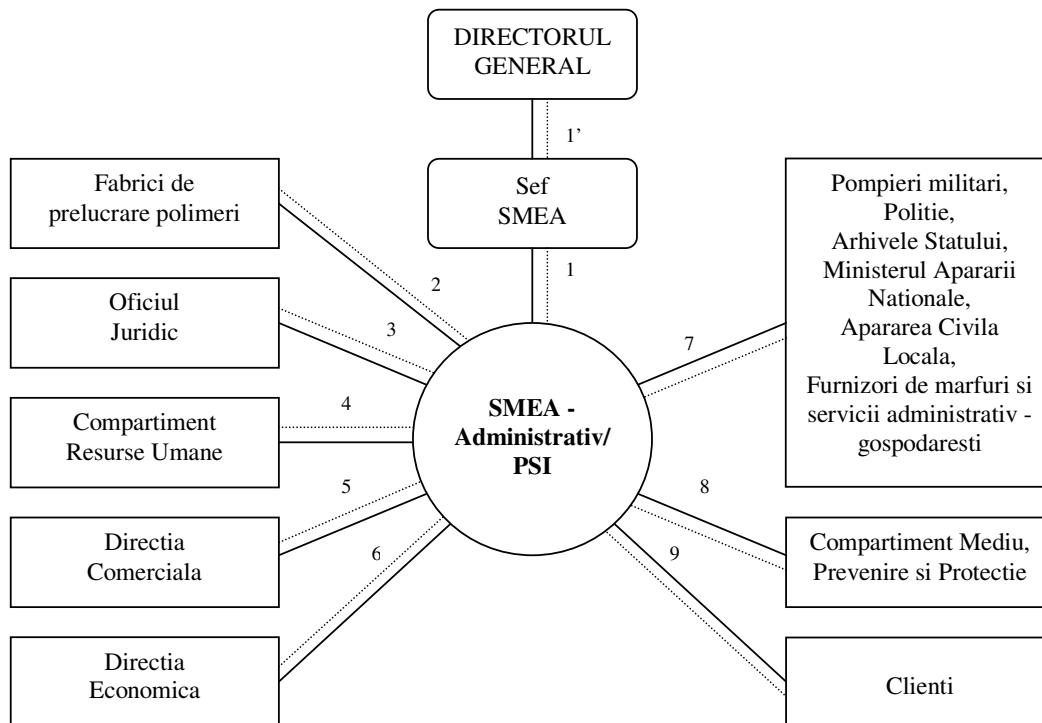 DIRECTORUL
GENERAL
1’
Sef
SMEA
1
Fabrici de
prelucrare polimeri
2
Oficiul
Juridic
3
Compartiment
Resurse Umane
4
Directia
Comerciala
5
Directia
Economica
6
SMEA -
Administrativ/
PSI
7
Pompieri militari,
Politie,
Arhivele Statului,
Ministerul Apararii
Nationale,
Apararea Civila
Locala,
Furnizori de marfuri si
servicii administrativ -
gospodaresti
8
Compartiment Mediu,
Prevenire si Protectie
9
Clienti